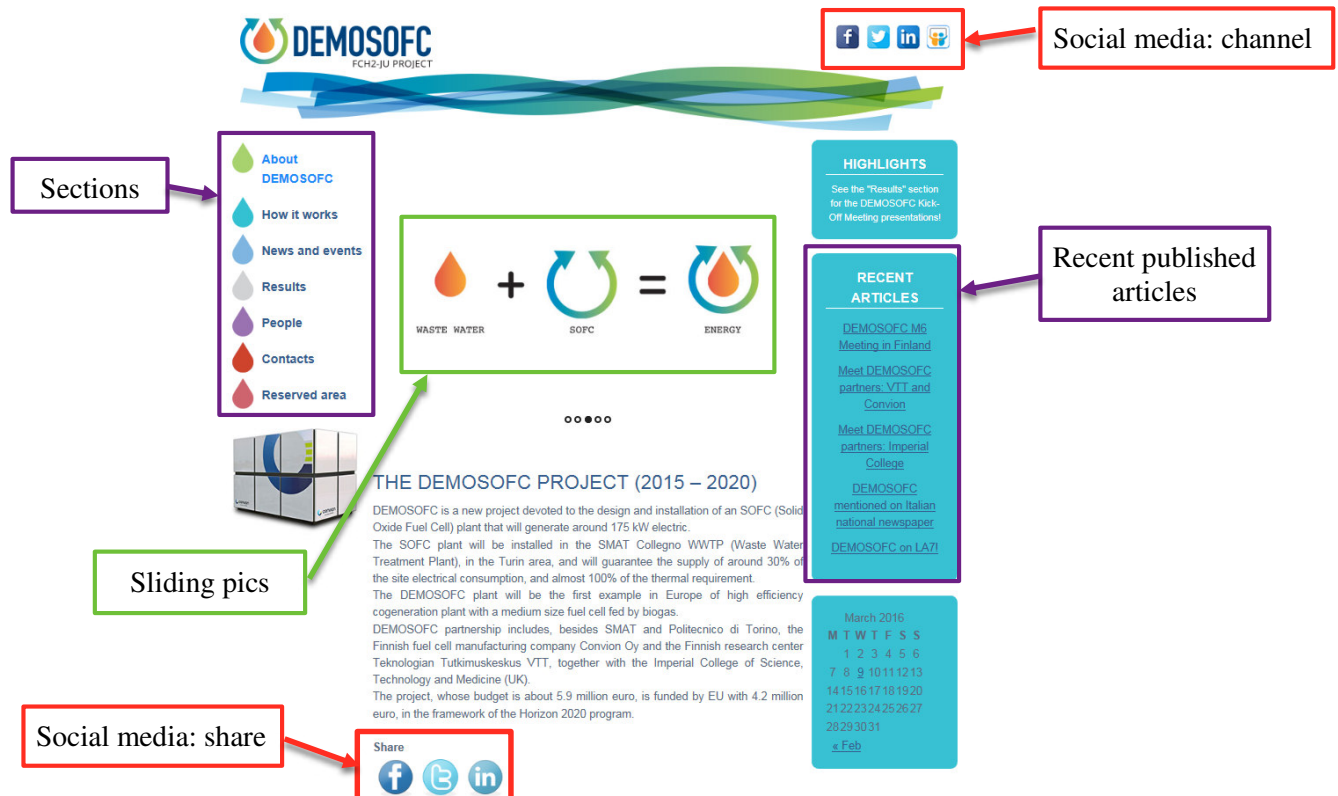 DEMOSOFC
FCH2-JU PROJECT
Social media: channel
Sections
About
DEMOSOFC
How it works
News and events
Results
People
Contacts
Reserved area
WASTE WATER
+
SOFC
=
ENERGY
HIGHLIGHTS
See the "Results" section
for the DEMOSOFC Kick-
Off Meeting presentations!
Recent published
articles
RECENT
ARTICLES
DEMOSOFC M6
Meeting in Finland
Meet DEMOSOFC
partners: VTT and
Convion
Meet DEMOSOFC
partners: Imperial
College
DEMOSOFC
mentioned on Italian
national newspaper
DEMOSOFC on LA7!
Sliding pics
THE DEMOSOFC PROJECT (2015 – 2020)
DEMOSOFC is a new project devoted to the design and installation of an SOFC (Solid
Oxide Fuel Cell) plant that will generate around 175 kW electric.
The SOFC plant will be installed in the SMAT Collegno WWTP (Waste Water
Treatment Plant), in the Turin area, and will guarantee the supply of around 30% of
the site electrical consumption, and almost 100% of the thermal requirement.
The DEMOSOFC plant will be the first example in Europe of high efficiency
cogeneration plant with a medium size fuel cell fed by biogas.
DEMOSOFC partnership includes, besides SMAT and Politecnico di Torino, the
Finnish fuel cell manufacturing company Convion Oy and the Finnish research center
Teknologian Tutkimuskeskus VTT, together with the Imperial College of Science,
Technology and Medicine (UK).
The project, whose budget is about 5.9 million euro, is funded by EU with 4.2 million
euro, in the framework of the Horizon 2020 program.
March 2016
M T W T F S S
1 2 3 4 5 6
7 8 9 10 11 12 13
14 15 16 17 18 19 20
21 22 23 24 25 26 27
28 29 30 31
« Feb
Social media: share
Share